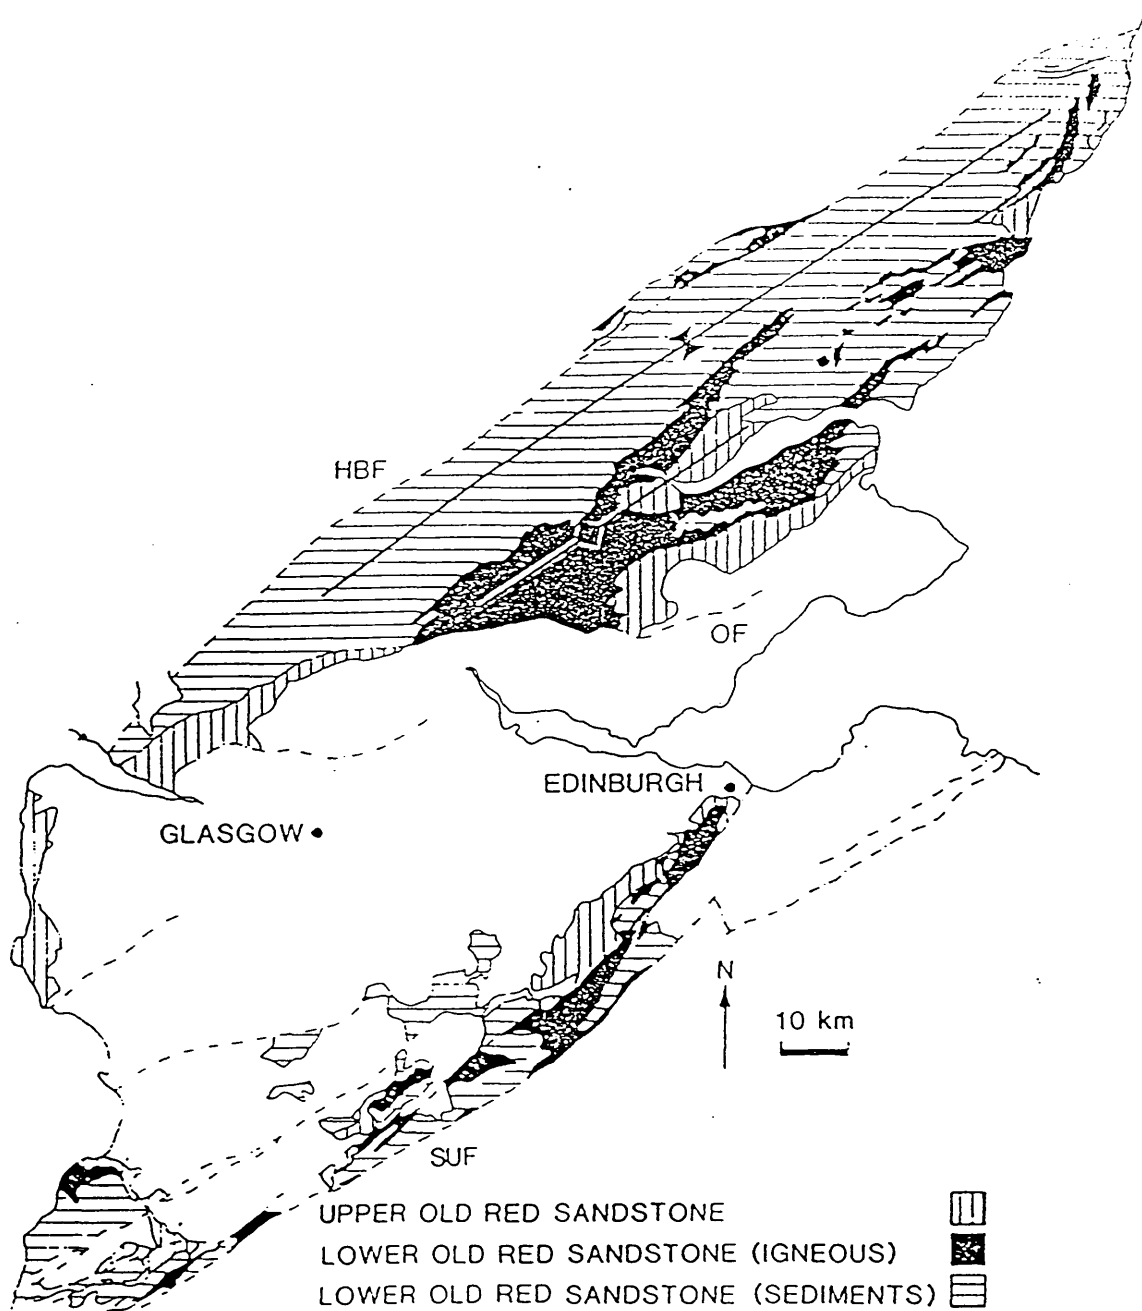 HBF
OF
EDINBURGH
GLASGOW
N
10 km
SUF
UPPER OLD RED SANDSTONE
LOWER OLD RED SANDSTONE (IGNEOUS)
LOWER OLD RED SANDSTONE (SEDIMENTS)